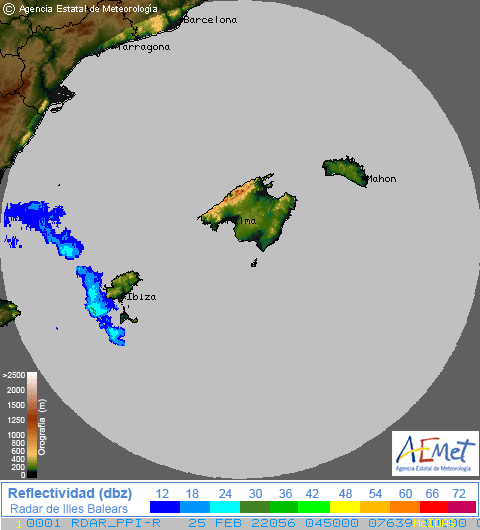 © Agencia Estatal de Meteorología
Barcelona
Tarragona
Mahon
lma
Ibiza
>2500
2000
1500
1000
800
600
400
200
0
Orografía (m)
AEmet
Agencia Estatal de Meteorología
Reflectividad (dbz)
Radar de Illes Balears
12 18 24 30 36 42 48 54 60 66 72
1 0001 RDAR_PPI-R 25 FEB 22056 045000 07639